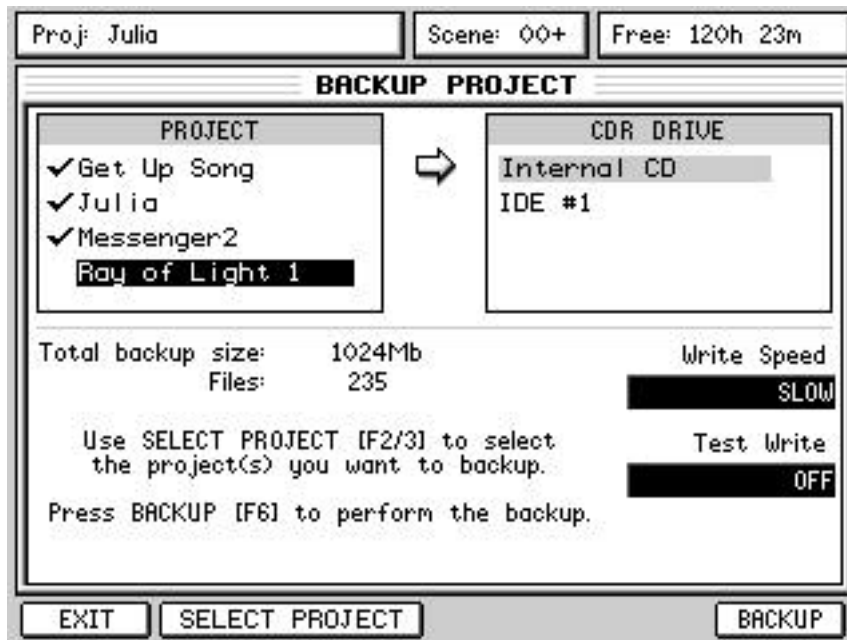 Proj: Julia
Scene: 00+
Free: 120h 23m
BACKUP PROJECT
PROJECT
✓Get Up Song
✓Julia
✓Messenger2
Ray of Light 1
CDR DRIVE
Internal CD
IDE #1
Total backup size: 1024Mb
Files: 235
Use SELECT PROJECT [F2/3] to select
the project(s) you want to backup.
Press BACKUP [F6] to perform the backup.
Write Speed
SLOW
Test Write
OFF
EXIT
SELECT PROJECT
BACKUP